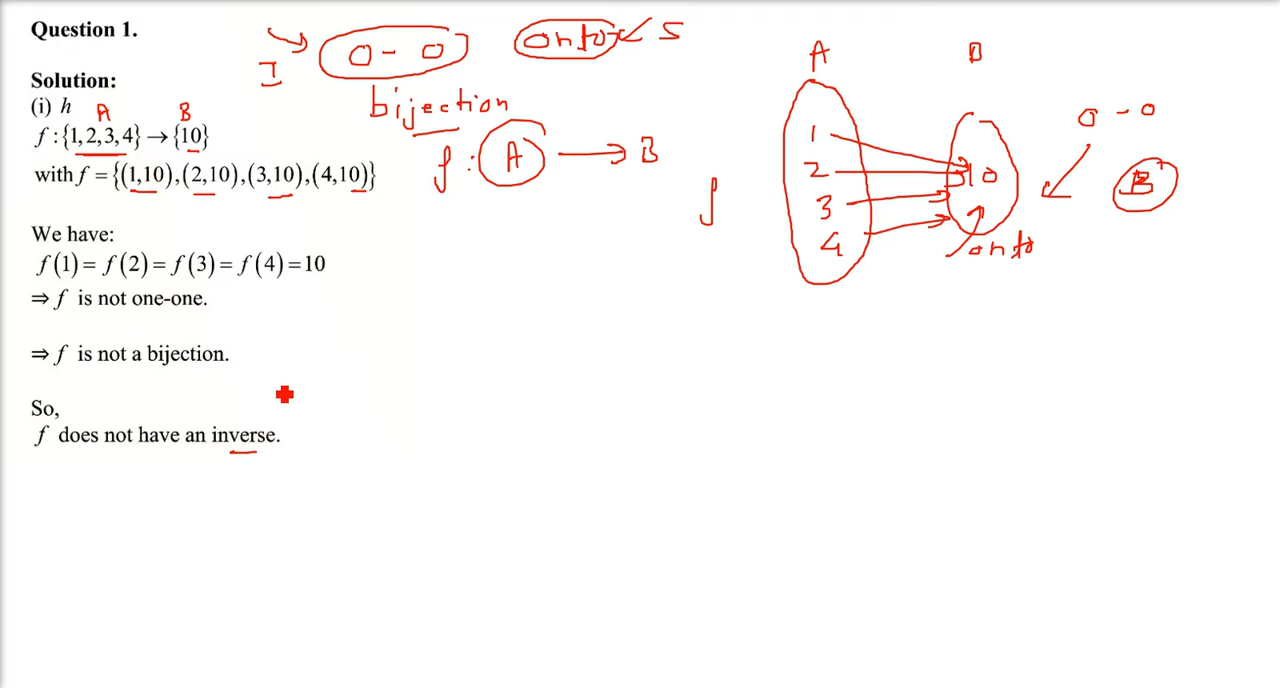 Question 1.
I o-o onto S
Solution:
bijection
(i) h
A B
f : {1,2,3,4} → {10}
f : A → B
with f = {(1,10),(2,10),(3,10),(4,10)}
We have:
f(1) = f(2) = f(3) = f(4) = 10
⇒ f is not one-one.
⇒ f is not a bijection.
So,
f does not have an inverse.
A B
f
1
2
3
4
10
onto
o-o